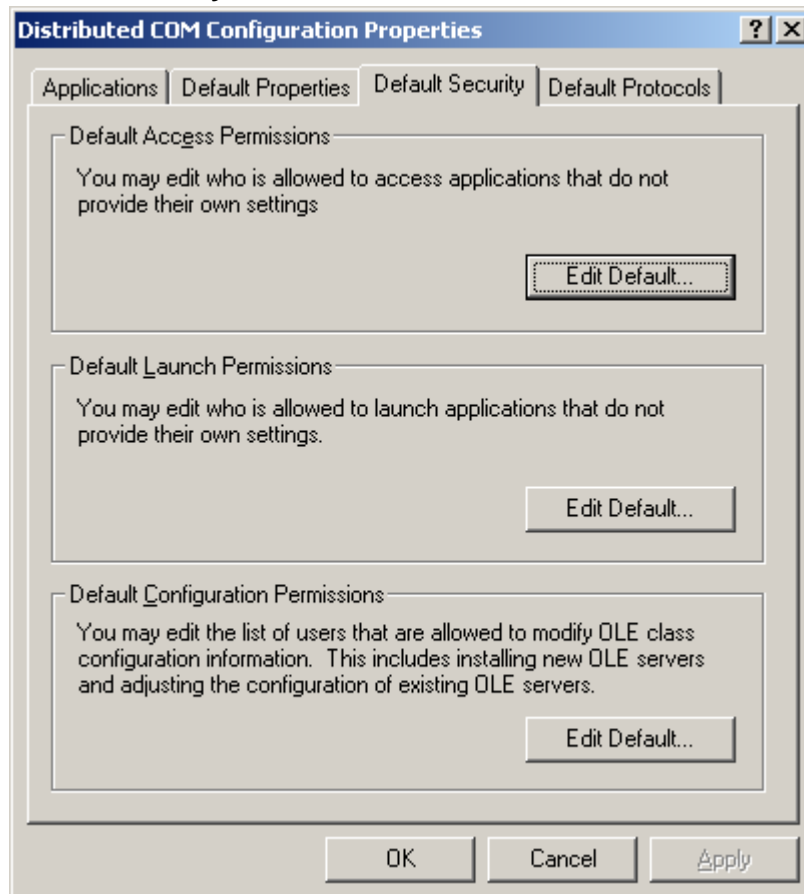 Distributed COM Configuration Properties
Applications
Default Properties
Default Security
Default Protocols
Default Access Permissions
You may edit who is allowed to access applications that do not
provide their own settings
Edit Default...
Default Launch Permissions
You may edit who is allowed to launch applications that do not
provide their own settings.
Edit Default...
Default Configuration Permissions
You may edit the list of users that are allowed to modify OLE class
configuration information. This includes installing new OLE servers
and adjusting the configuration of existing OLE servers.
Edit Default...
OK
Cancel
Apply